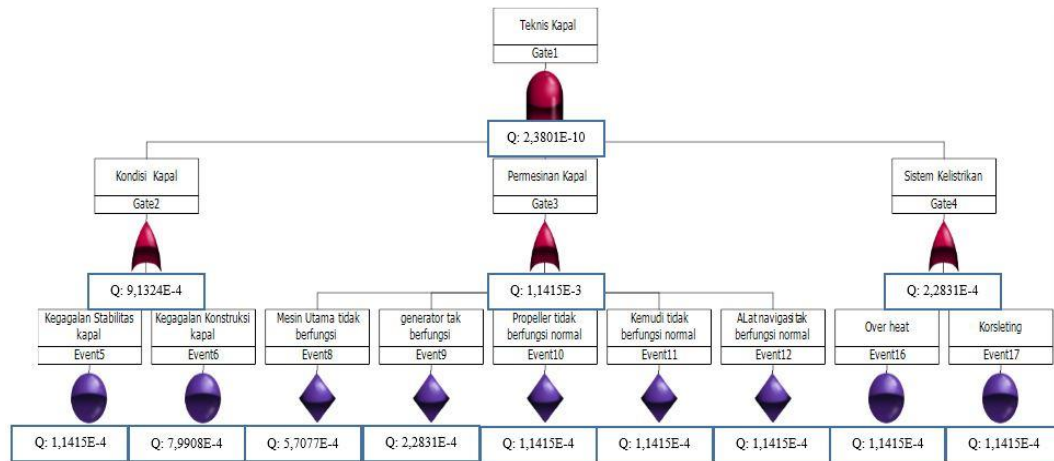 Teknis Kapal
Gate1
Q: 2,3801E-10
Kondisi Kapal
Gate2
Permesinan Kapal
Gate3
Sistem Kelistrikan
Gate4
Q: 9,1324E-4
Q: 1,1415E-3
Q: 2,2831E-4
Kegagalan Stabilitas
kapal
Event5
Kegagalan Konstruksi
kapal
Event6
Mesin Utama tidak
berfungsi
Event8
generator tak
berfungsi
Event9
Propeller tidak
berfungsi normal
Event10
Kemudi tidak
berfungsi normal
Event11
ALat navigasi tak
berfungsi normal
Event12
Over heat
Event16
Korsleting
Event17
Q: 1,1415E-4
Q: 7,9908E-4
Q: 5,7077E-4
Q: 2,2831E-4
Q: 1,1415E-4
Q: 1,1415E-4
Q: 1,1415E-4
Q: 1,1415E-4
Q: 1,1415E-4